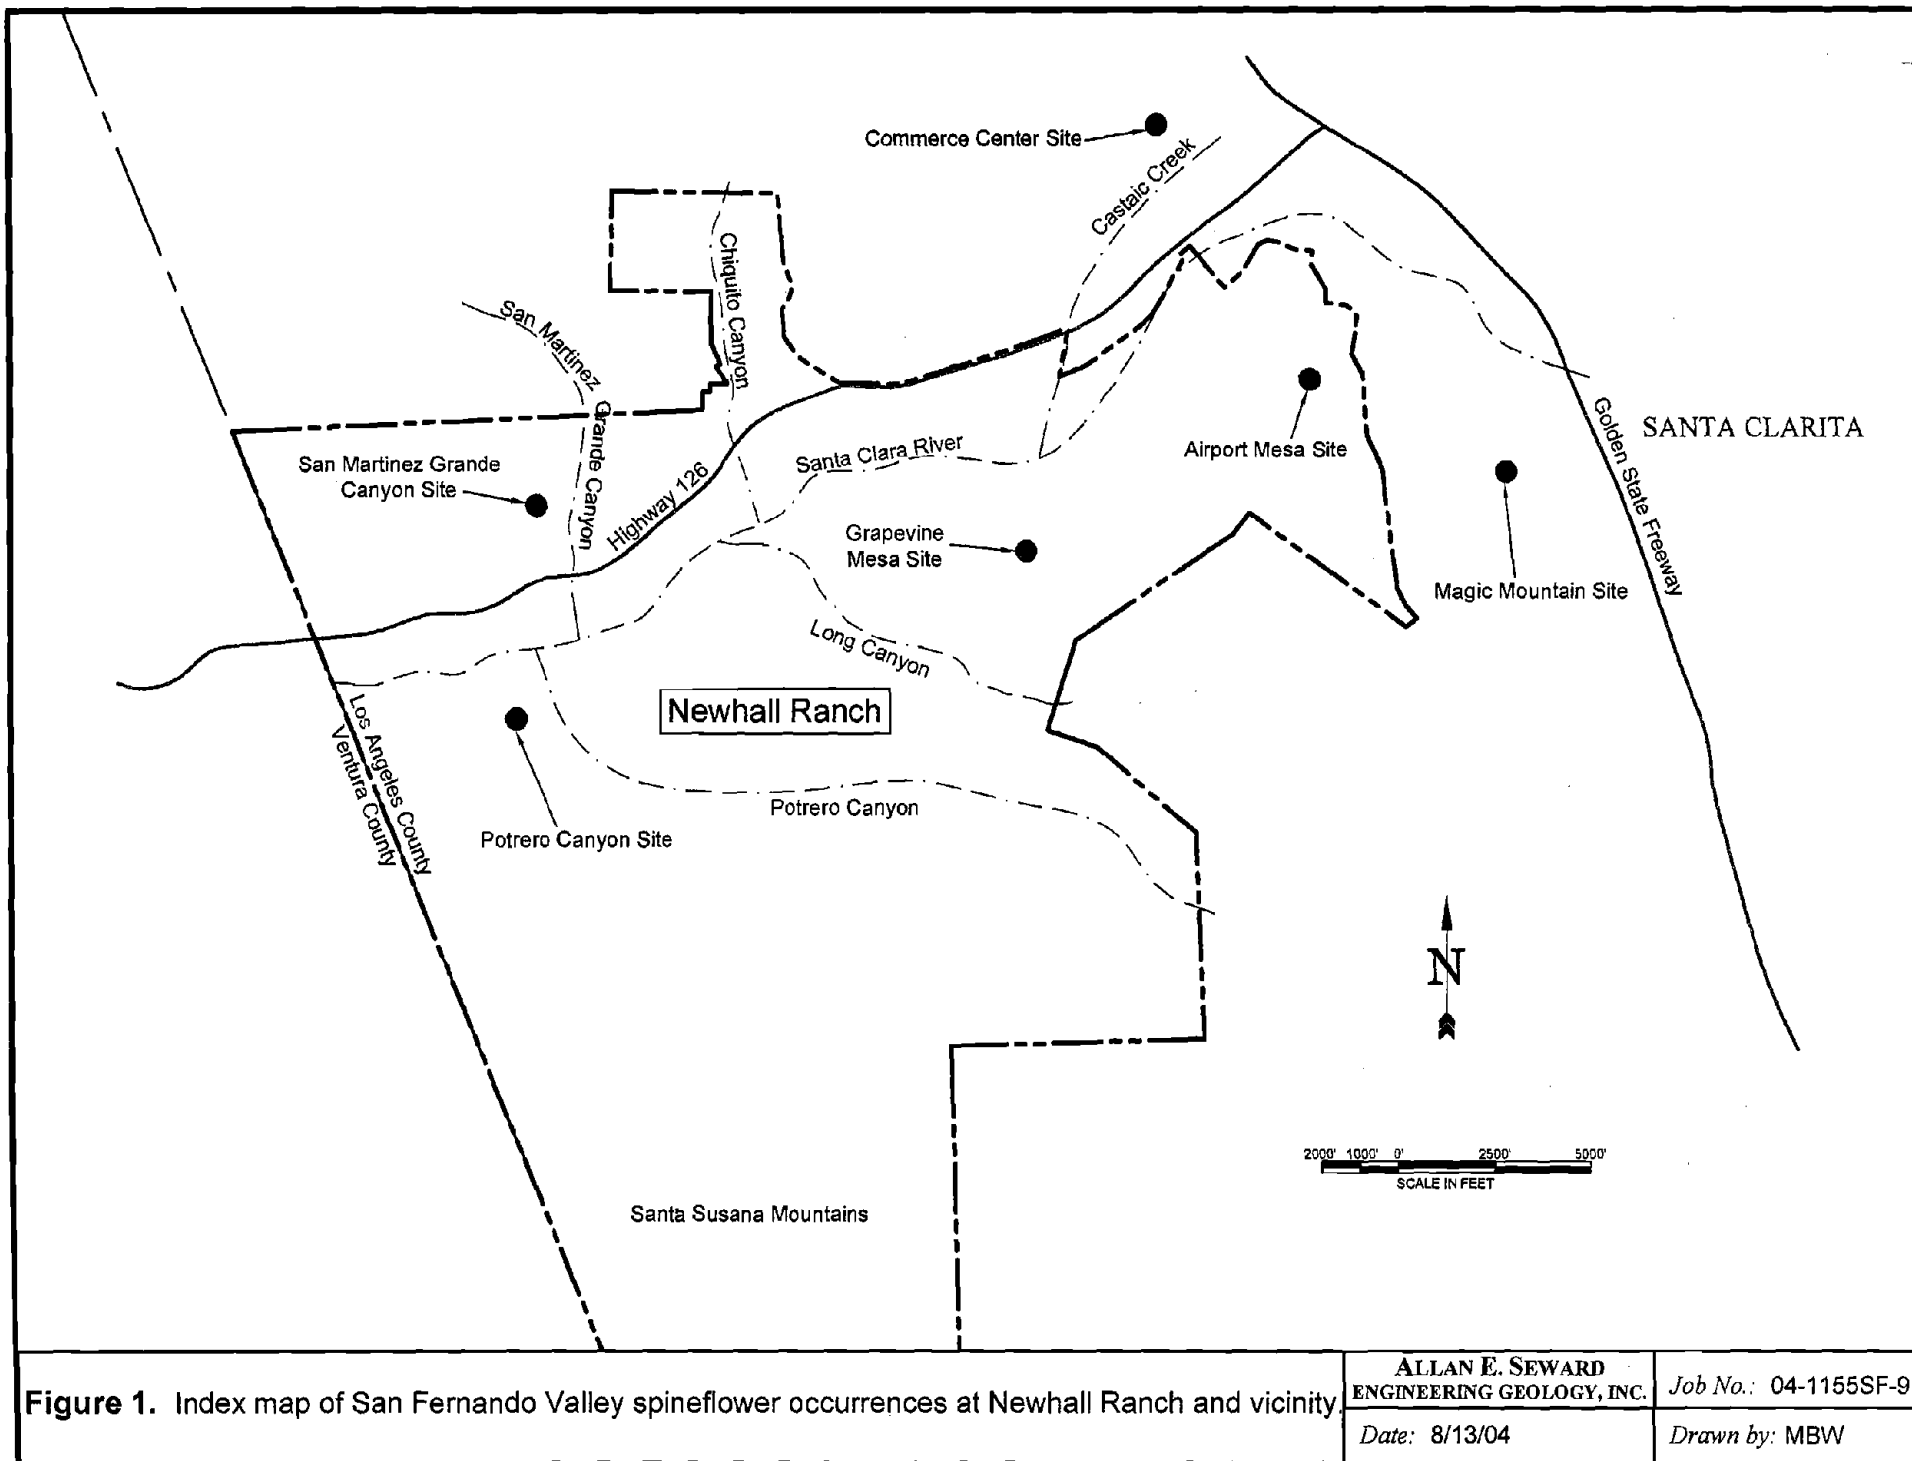 Commerce Center Site
Castaic Creek
Chiquito Canyon
San Martinez Grande Canyon
San Martinez Grande
Canyon Site
Highway 126
Santa Clara River
Airport Mesa Site
SANTA CLARITA
Golden State Freeway
Grapevine
Mesa Site
Magic Mountain Site
Long Canyon
Newhall Ranch
Los Angeles County
Ventura County
Potrero Canyon
Potrero Canyon Site
N
2000' 1000' 0' 2500' 5000'
SCALE IN FEET
Santa Susana Mountains
Figure 1. Index map of San Fernando Valley spineflower occurrences at Newhall Ranch and vicinity.
ALLAN E. SEWARD
ENGINEERING GEOLOGY, INC.
Job No.: 04-1155SF-9
Date: 8/13/04
Drawn by: MBW